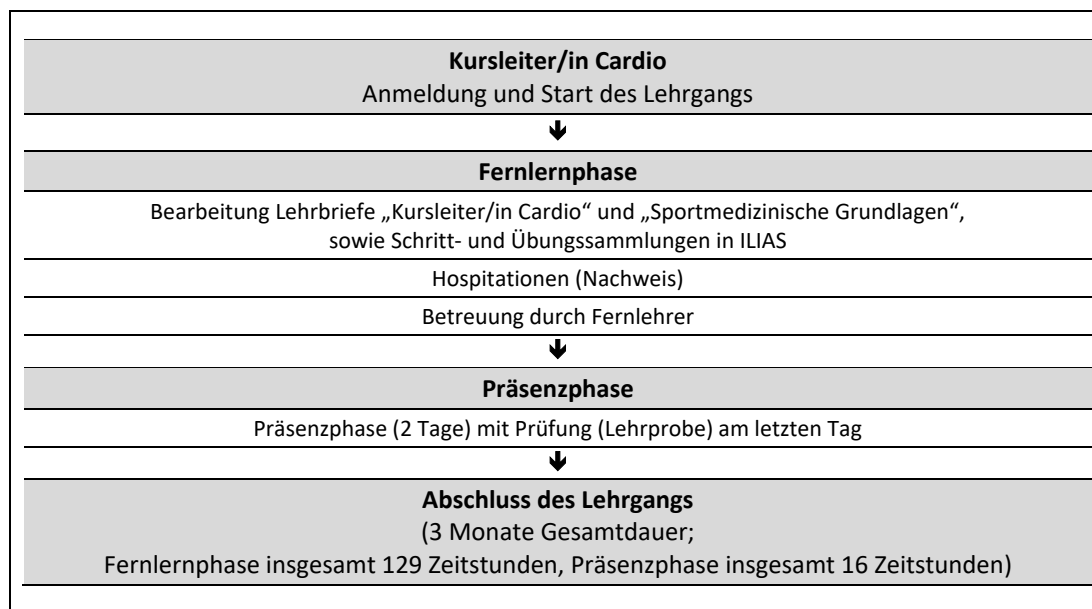 Kursleiter/in Cardio
Anmeldung und Start des Lehrgangs
Fernlernphase
Bearbeitung Lehrbriefe „Kursleiter/in Cardio“ und „Sportmedizinische Grundlagen“,
sowie Schritt- und Übungssammlungen in ILIAS
Hospitationen (Nachweis)
Betreuung durch Fernlehrer
Präsenzphase
Präsenzphase (2 Tage) mit Prüfung (Lehrprobe) am letzten Tag
Abschluss des Lehrgangs
(3 Monate Gesamtdauer;
Fernlernphase insgesamt 129 Zeitstunden, Präsenzphase insgesamt 16 Zeitstunden)